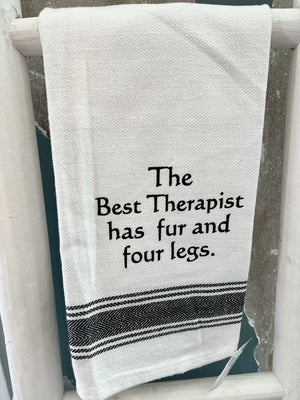 The
Best Therapist
has fur and
four legs.